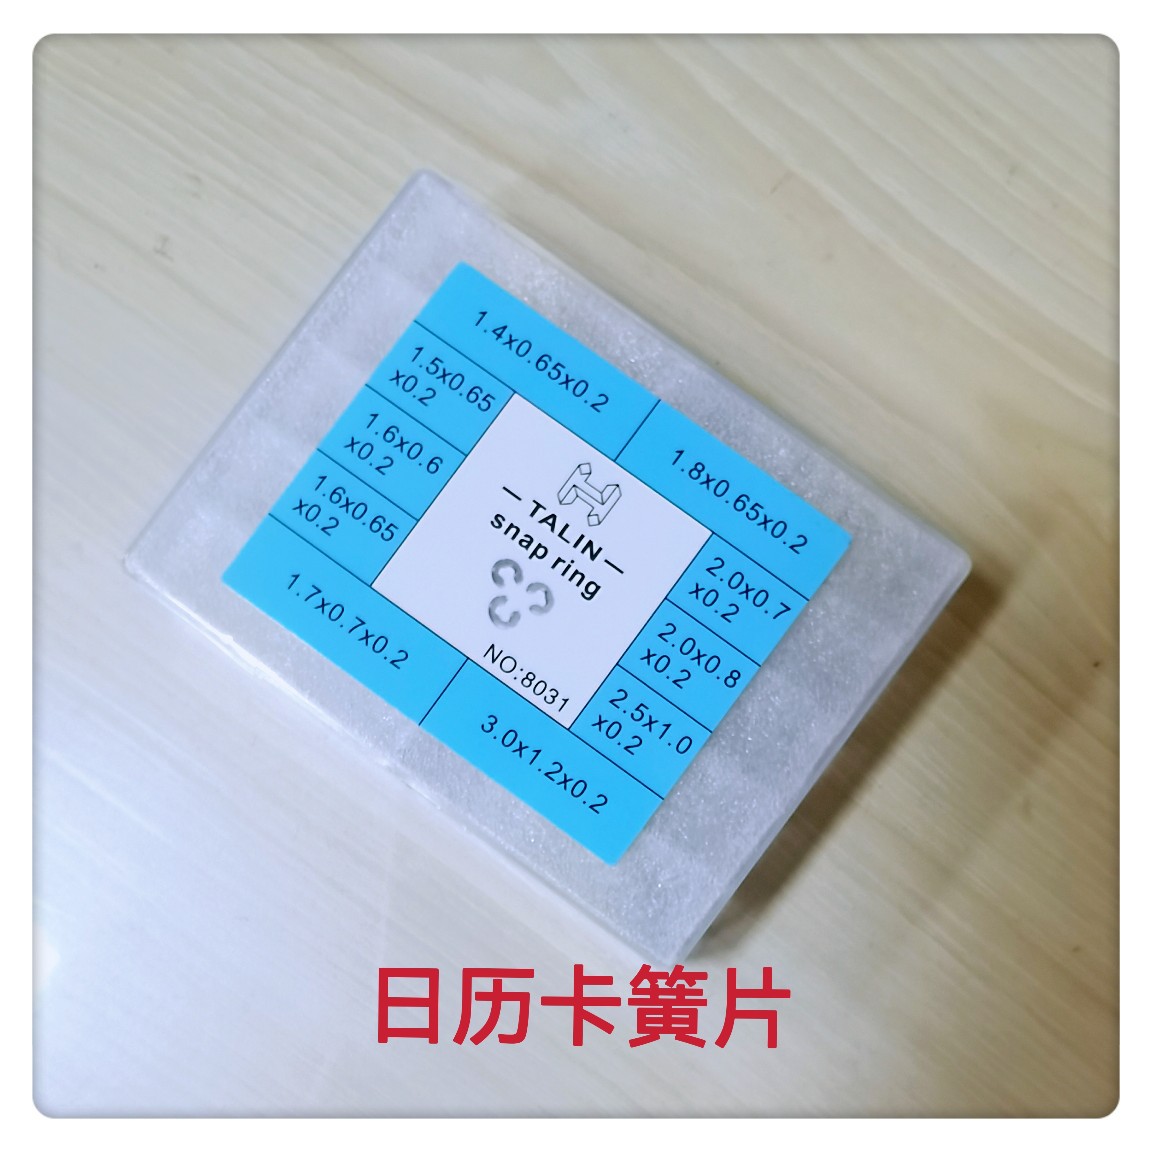 1.4x0.65x0.2
1.8x0.65x0.2
1.5x0.65
x0.2
1.6x0.6
x0.2
1.6x0.65
x0.2
TALIN
snap ring
NO:8031
2.0x0.7
x0.2
2.0x0.8
x0.2
2.5x1.0
x0.2
1.7x0.7x0.2
3.0x1.2x0.2
日历卡簧片